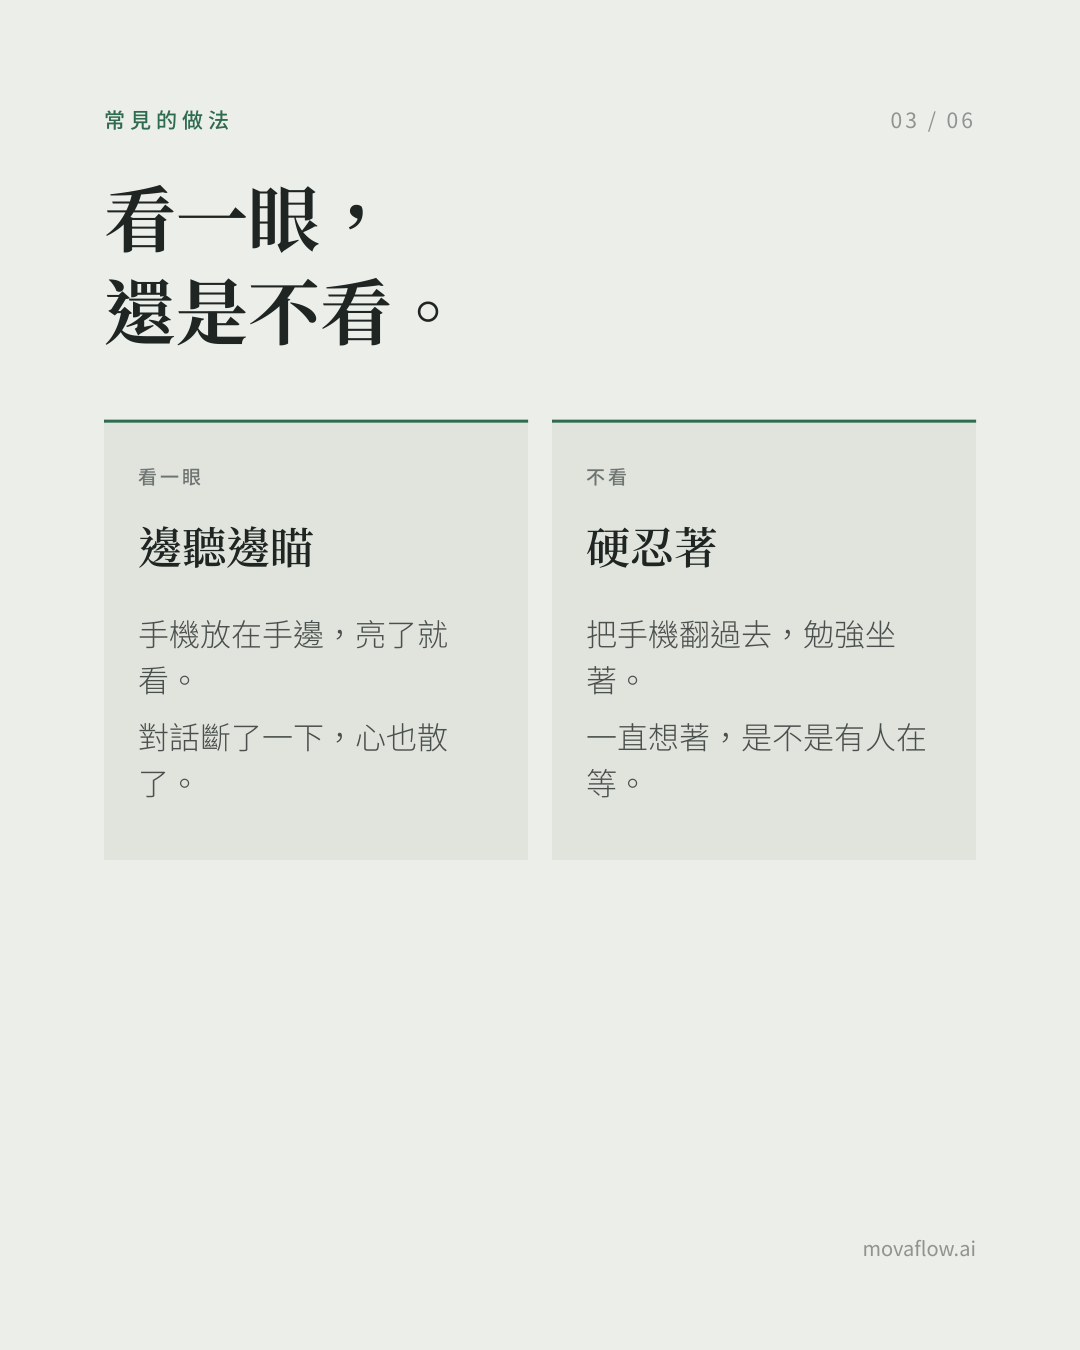 常見的做法
03 / 06
看一眼，
還是不看。
看一眼
邊聽邊瞄
手機放在手邊，亮了就
看。
對話斷了一下，心也散
了。
不看
硬忍著
把手機翻過去，勉強坐
著。
一直想著，是不是有人在
等。
movaflow.ai